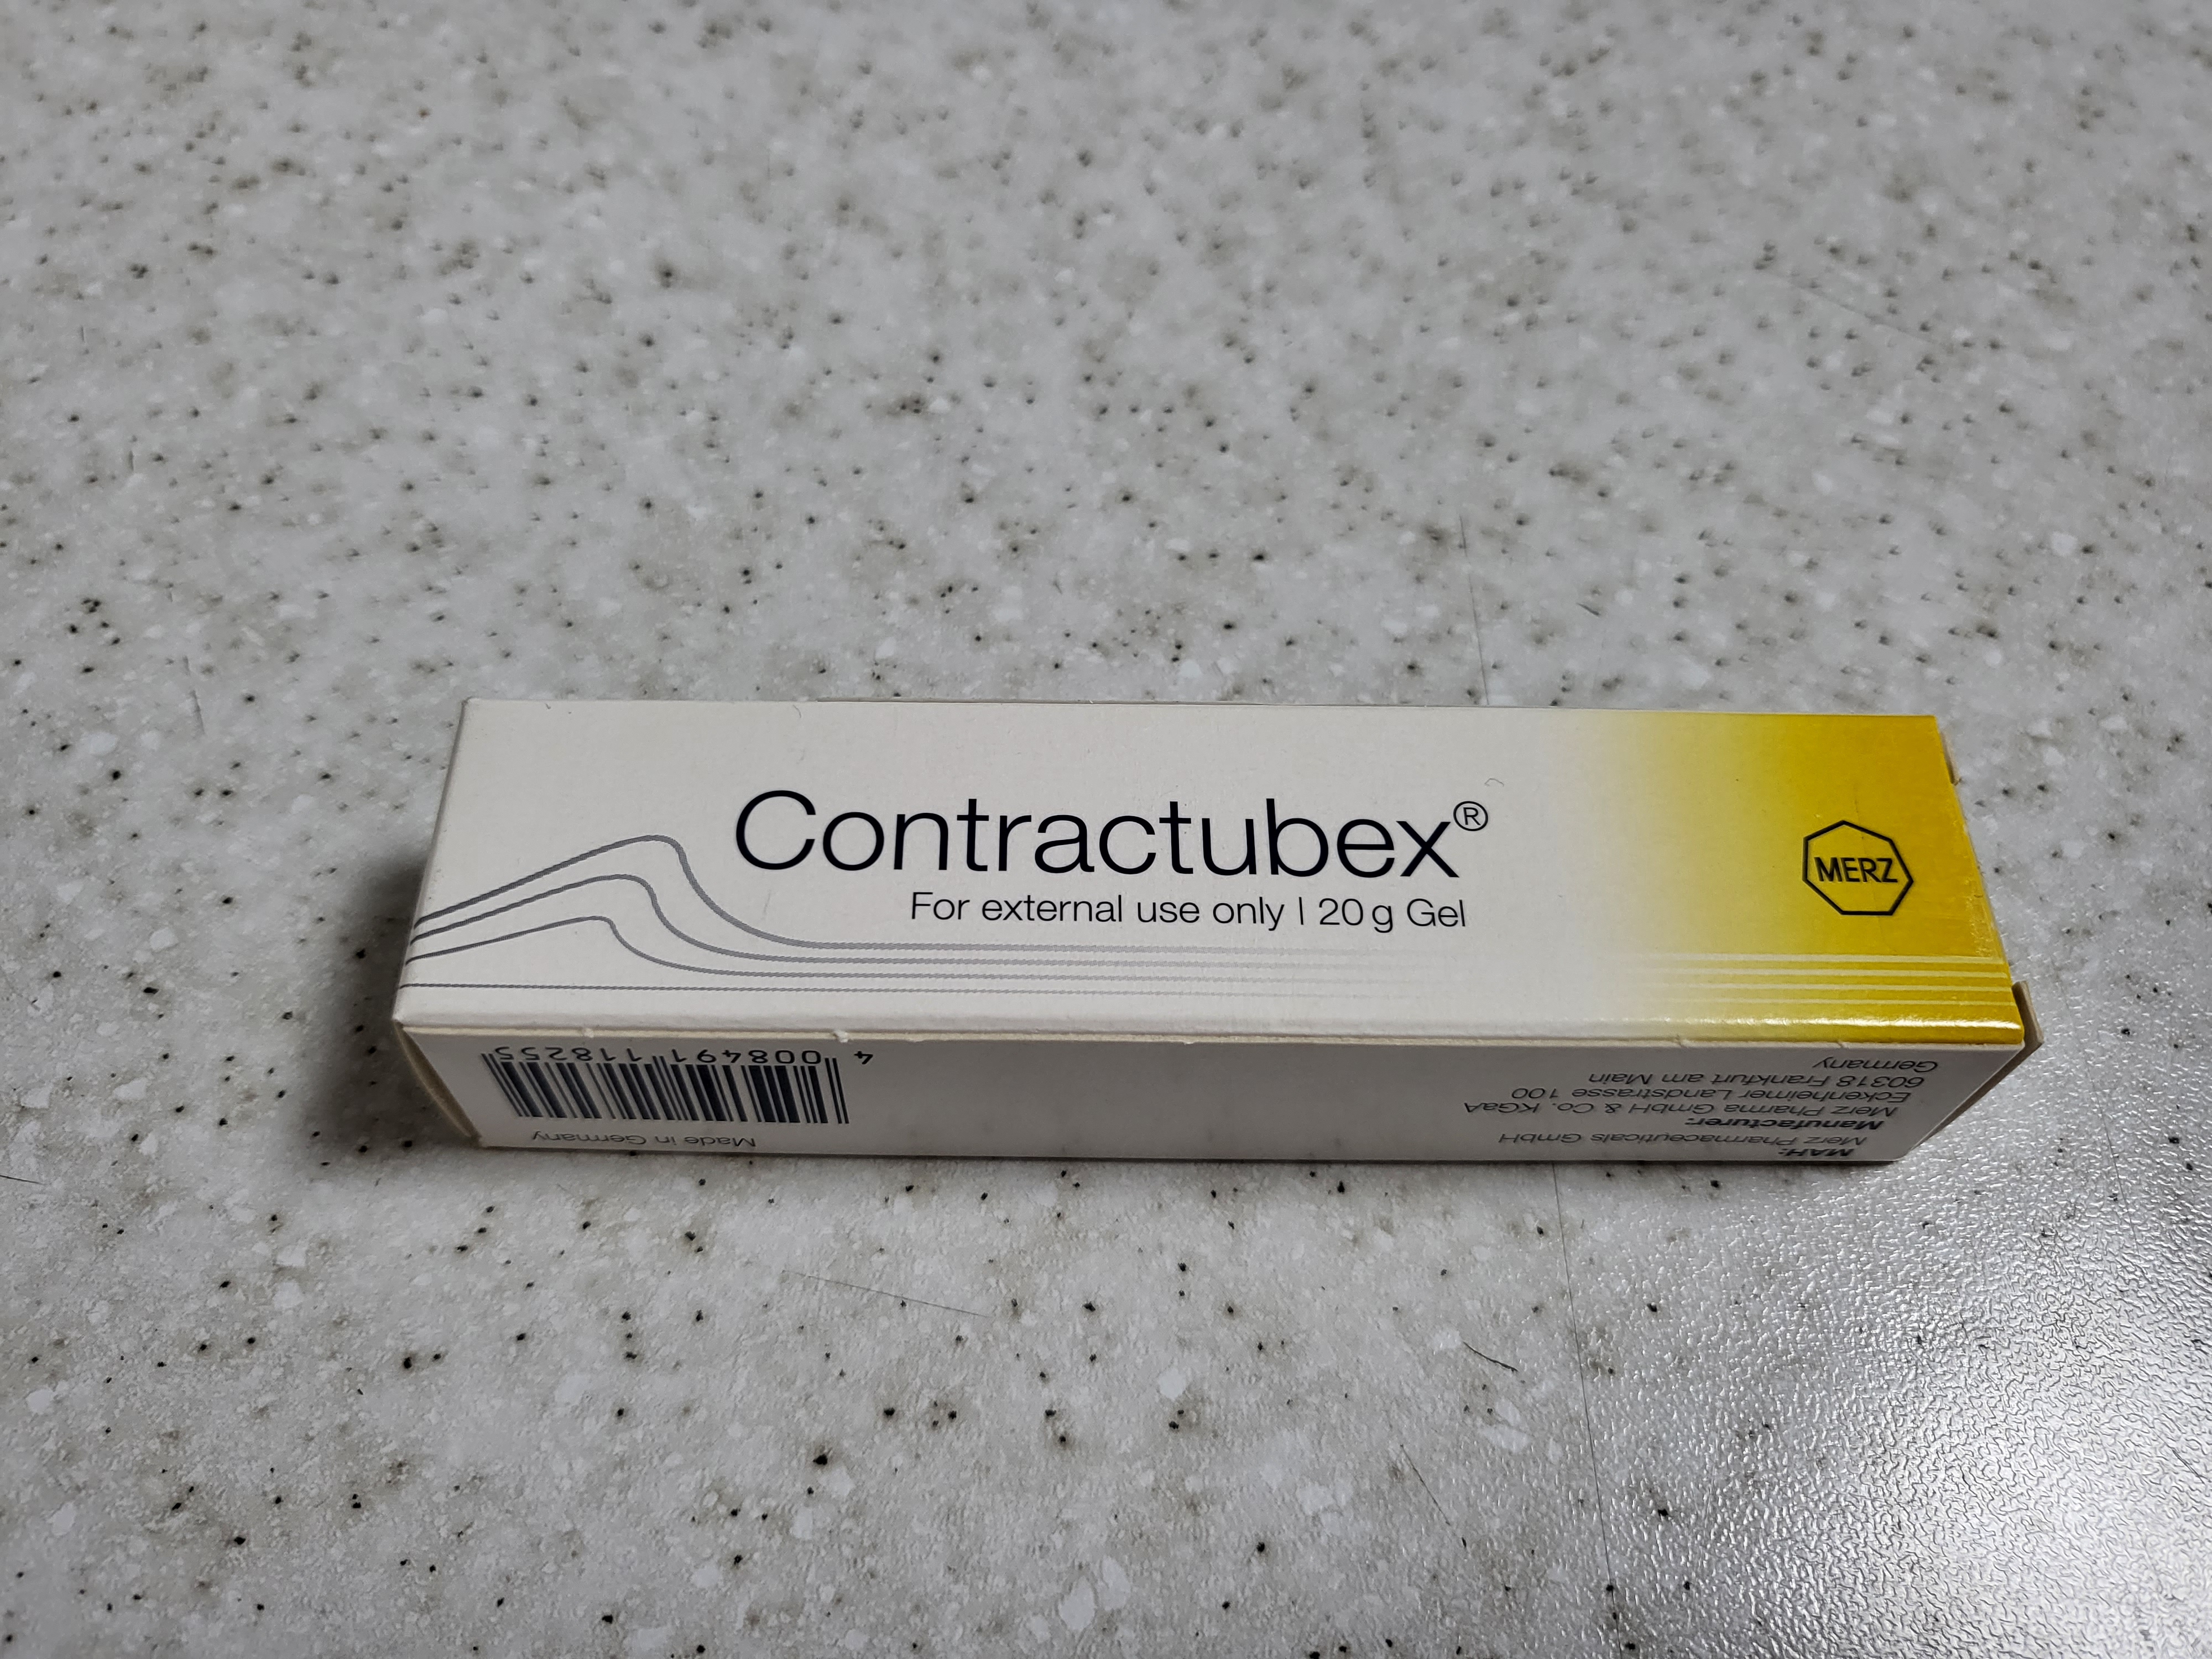 Contractubex®
For external use only | 20 g Gel
MERZ
MAH:
Merz Pharmaceuticals GmbH
Manufacturer:
Merz Pharma GmbH & Co. KGaA
Eckenheimer Landstrasse 100
60318 Frankfurt am Main
Germany
Made in Germany
4 008491 118255